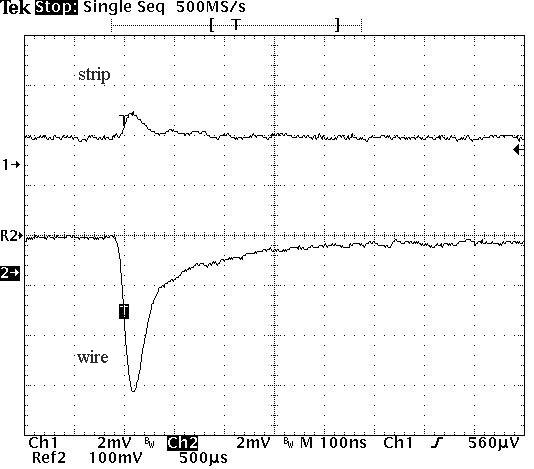 Tek Stop: Single Seq 500MS/s
[ T ]
strip
T
1→
R2→
2→
T
wire
Ch1 2mV BW Ch2 2mV BW M 100ns Ch1 560µV
Ref2 100mV 500µs